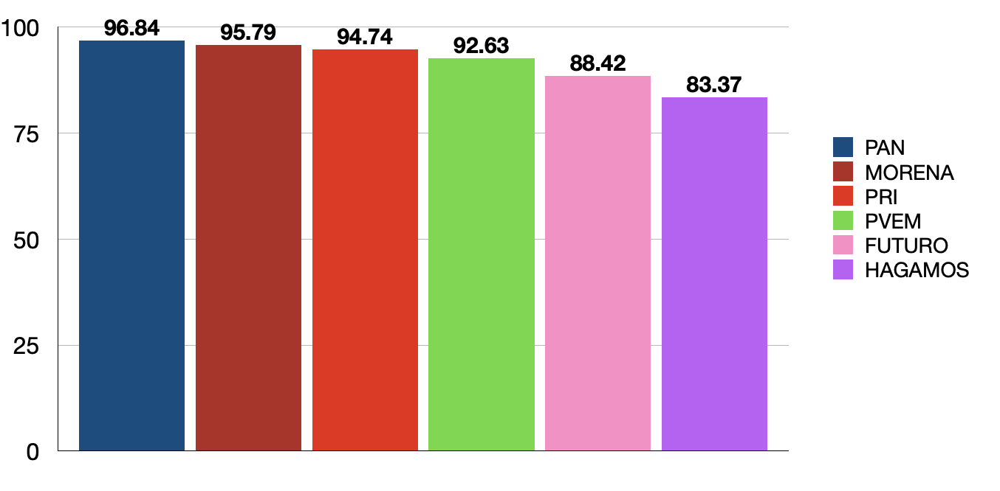 100
75
50
25
0
96.84
95.79
94.74
92.63
88.42
83.37
PAN
MORENA
PRI
PVEM
FUTURO
HAGAMOS